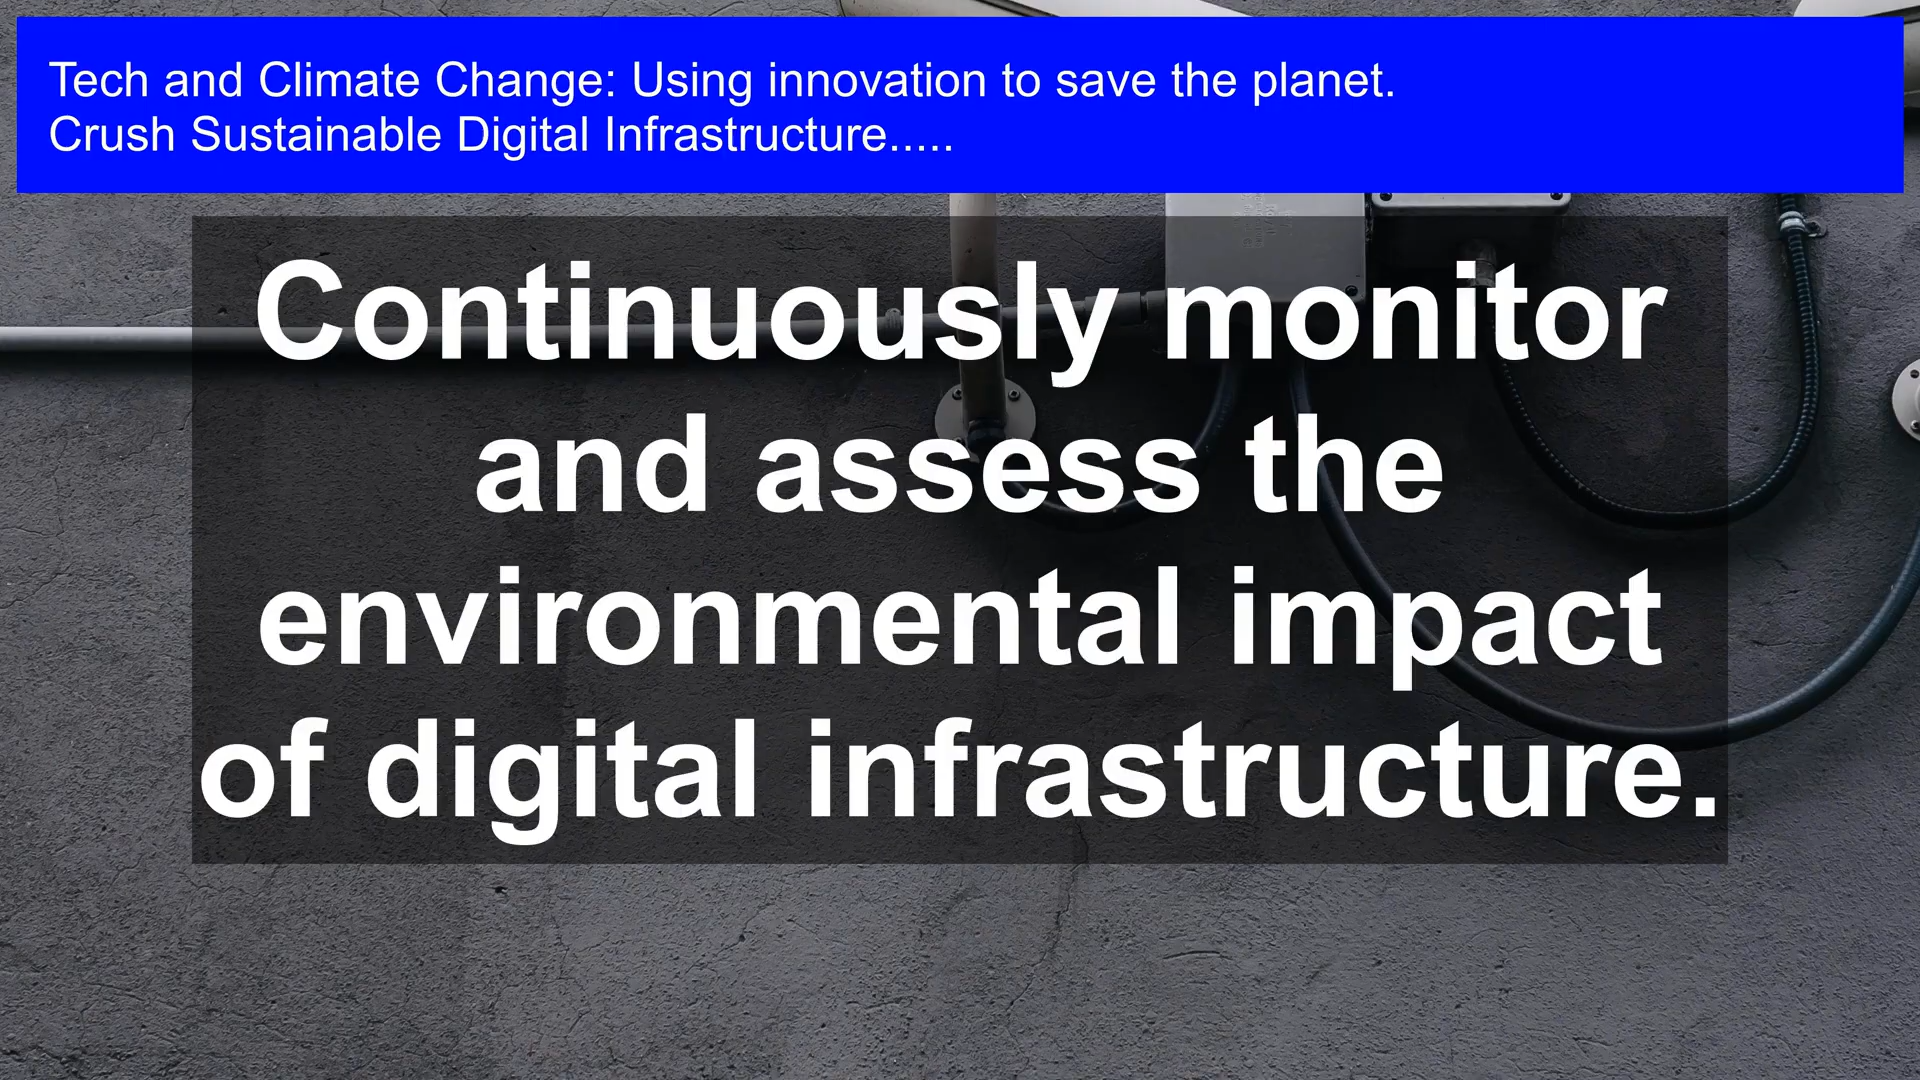 Tech and Climate Change: Using innovation to save the planet.
Crush Sustainable Digital Infrastructure.....
Continuously monitor
and assess the
environmental impact
of digital infrastructure.